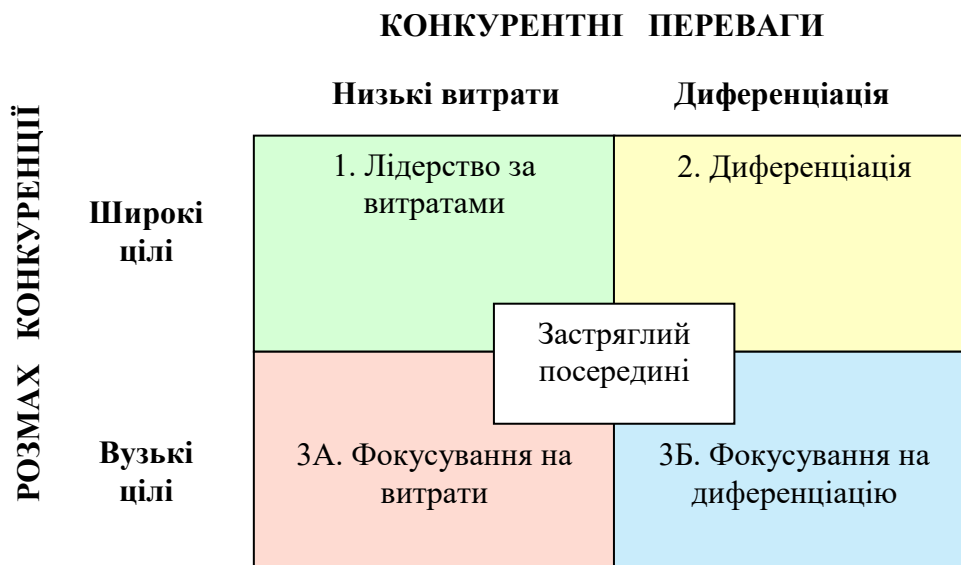 КОНКУРЕНТНІ ПЕРЕВАГИ
Низькі витрати
Диференціація
РОЗМАХ КОНКУРЕНЦІЇ
Широкі
цілі
1. Лідерство за
витратами
2. Диференціація
Застряглий
посередині
Вузькі
цілі
3А. Фокусування на
витрати
3Б. Фокусування на
диференціацію